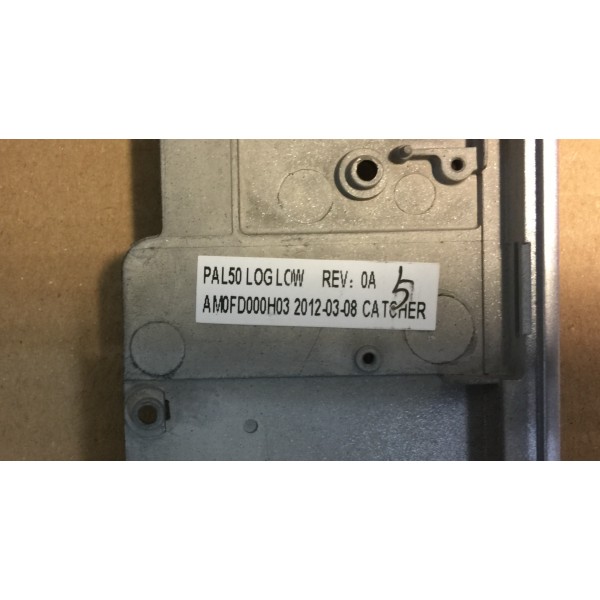 PAL50 LOG LOW REV: 0A 5
AM0FD000H03 2012-03-08 CATCHER